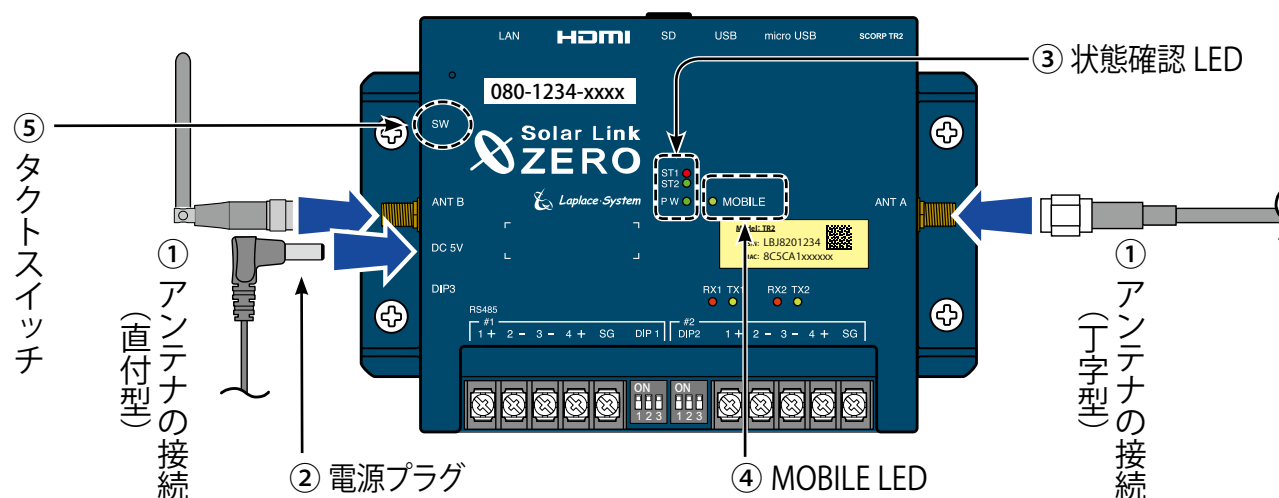 LAN HDMI SD USB micro USB SCORP TR2
③ 状態確認 LED
080-1234-xxxx
⑤ タクトスイッチ
SW
Solar Link
ZERO
ST1
ST2
PW
MOBILE
Laplace System
ANT B
ANT A
Model: TR2
LBJ8201234
MAC: 8C5CA1xxxxxx
DC 5V
① アンテナの接続
(直付型)
① アンテナの接続
(丁字型)
DIP3
RX1 TX1 RX2 TX2
RS485
#1
1 + 2 − 3 − 4 + SG DIP 1
#2
DIP2 1 + 2 − 3 − 4 + SG
ON ON
1 2 3 1 2 3
② 電源プラグ
④ MOBILE LED